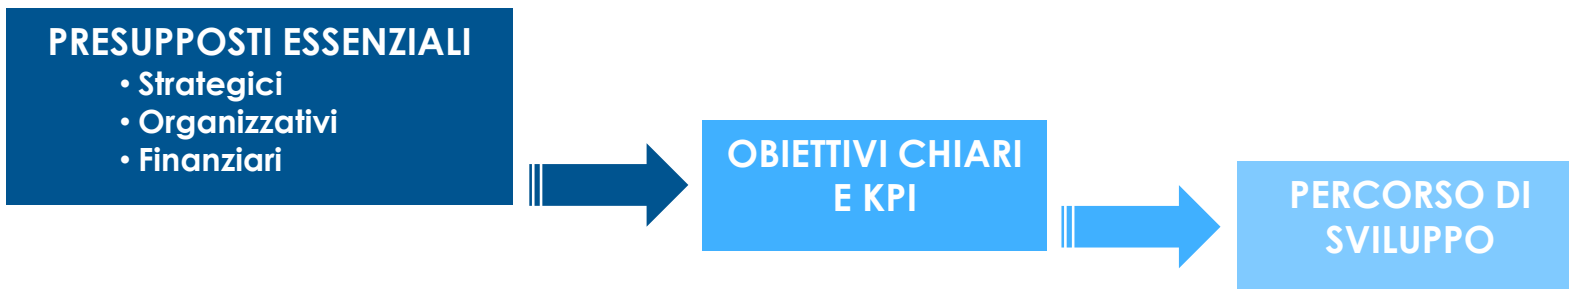 PRESUPPOSTI ESSENZIALI
• Strategici
• Organizzativi
• Finanziari
OBIETTIVI CHIARI
E KPI
PERCORSO DI
SVILUPPO